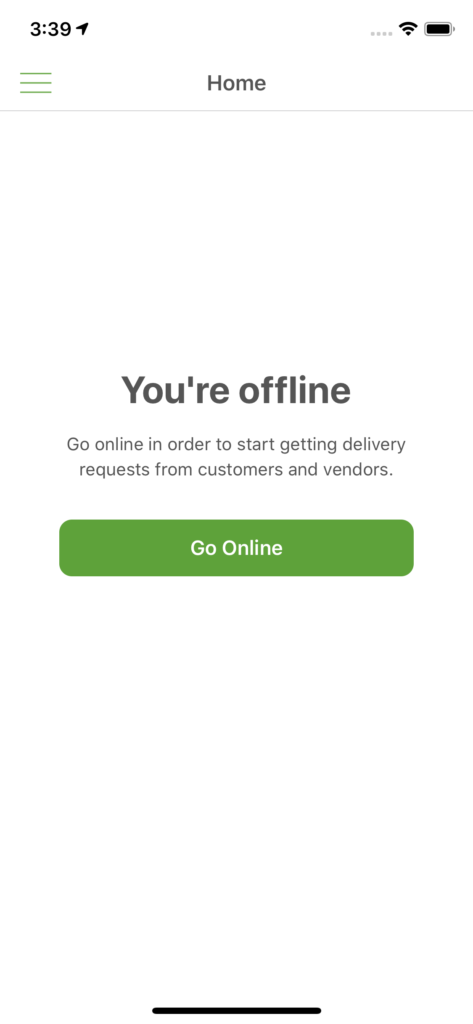 3:39
Home
You're offline
Go online in order to start getting delivery
requests from customers and vendors.
Go Online